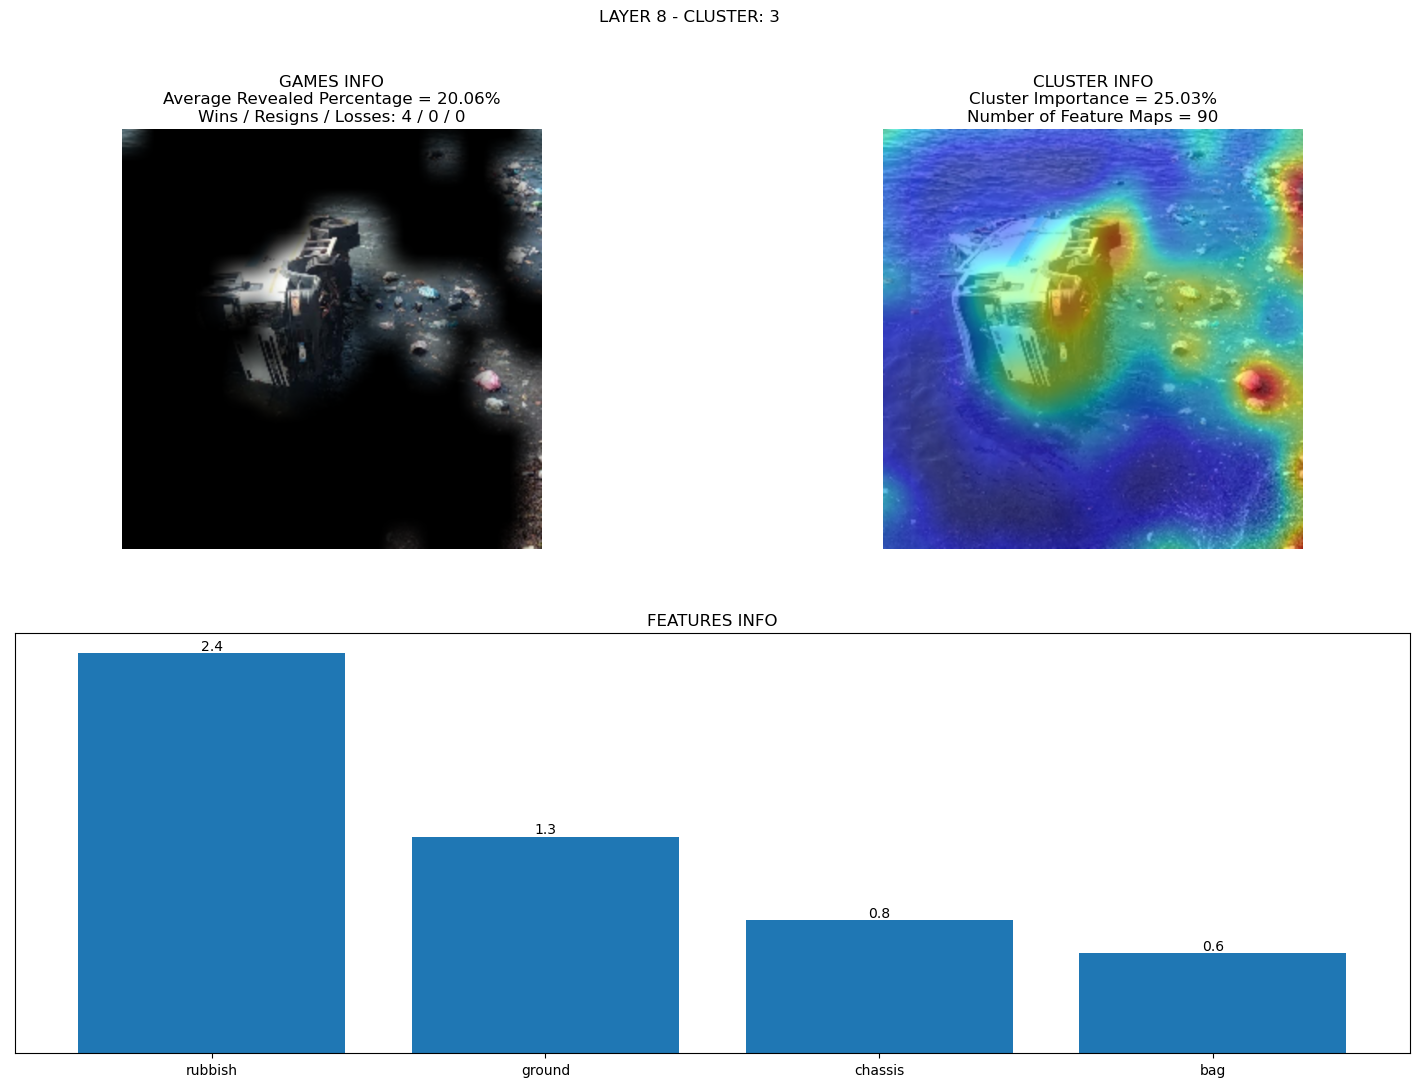 LAYER 8 - CLUSTER: 3
GAMES INFO
Average Revealed Percentage = 20.06%
Wins / Resigns / Losses: 4 / 0 / 0
CLUSTER INFO
Cluster Importance = 25.03%
Number of Feature Maps = 90
FEATURES INFO
2.4
1.3
0.8
0.6
rubbish
ground
chassis
bag